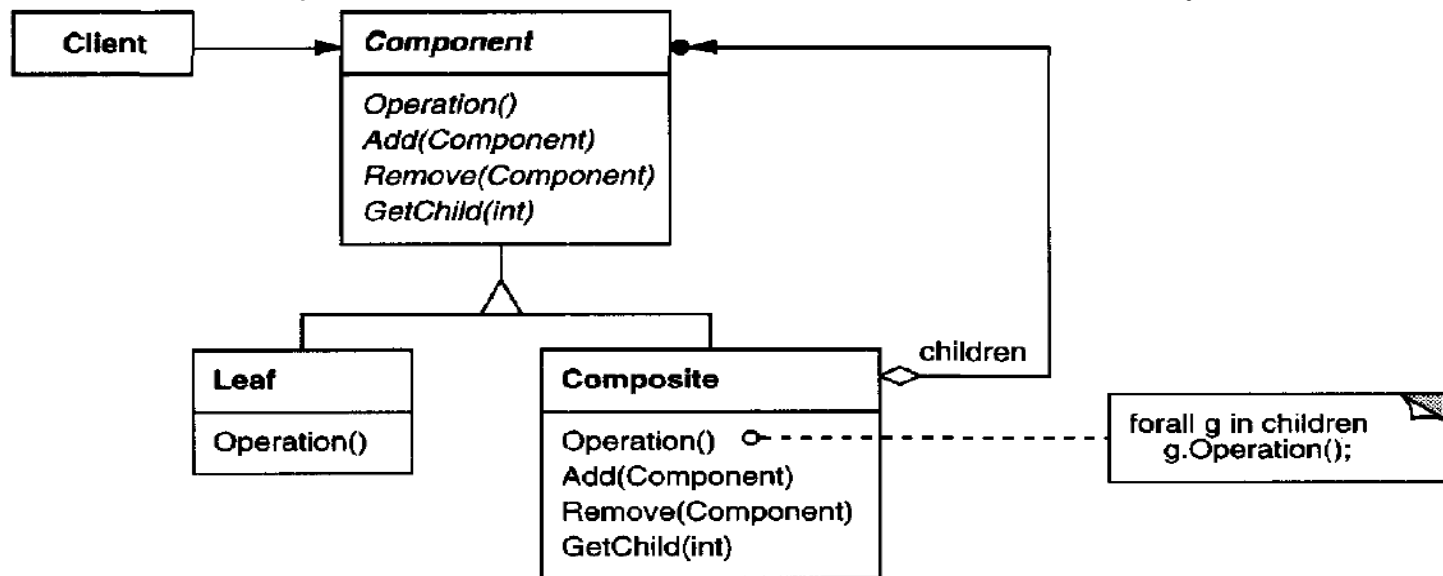 Client
Component
Operation()
Add(Component)
Remove(Component)
GetChild(int)
Leaf
Operation()
Composite
Operation()
Add(Component)
Remove(Component)
GetChild(int)
children
forall g in children
g.Operation();